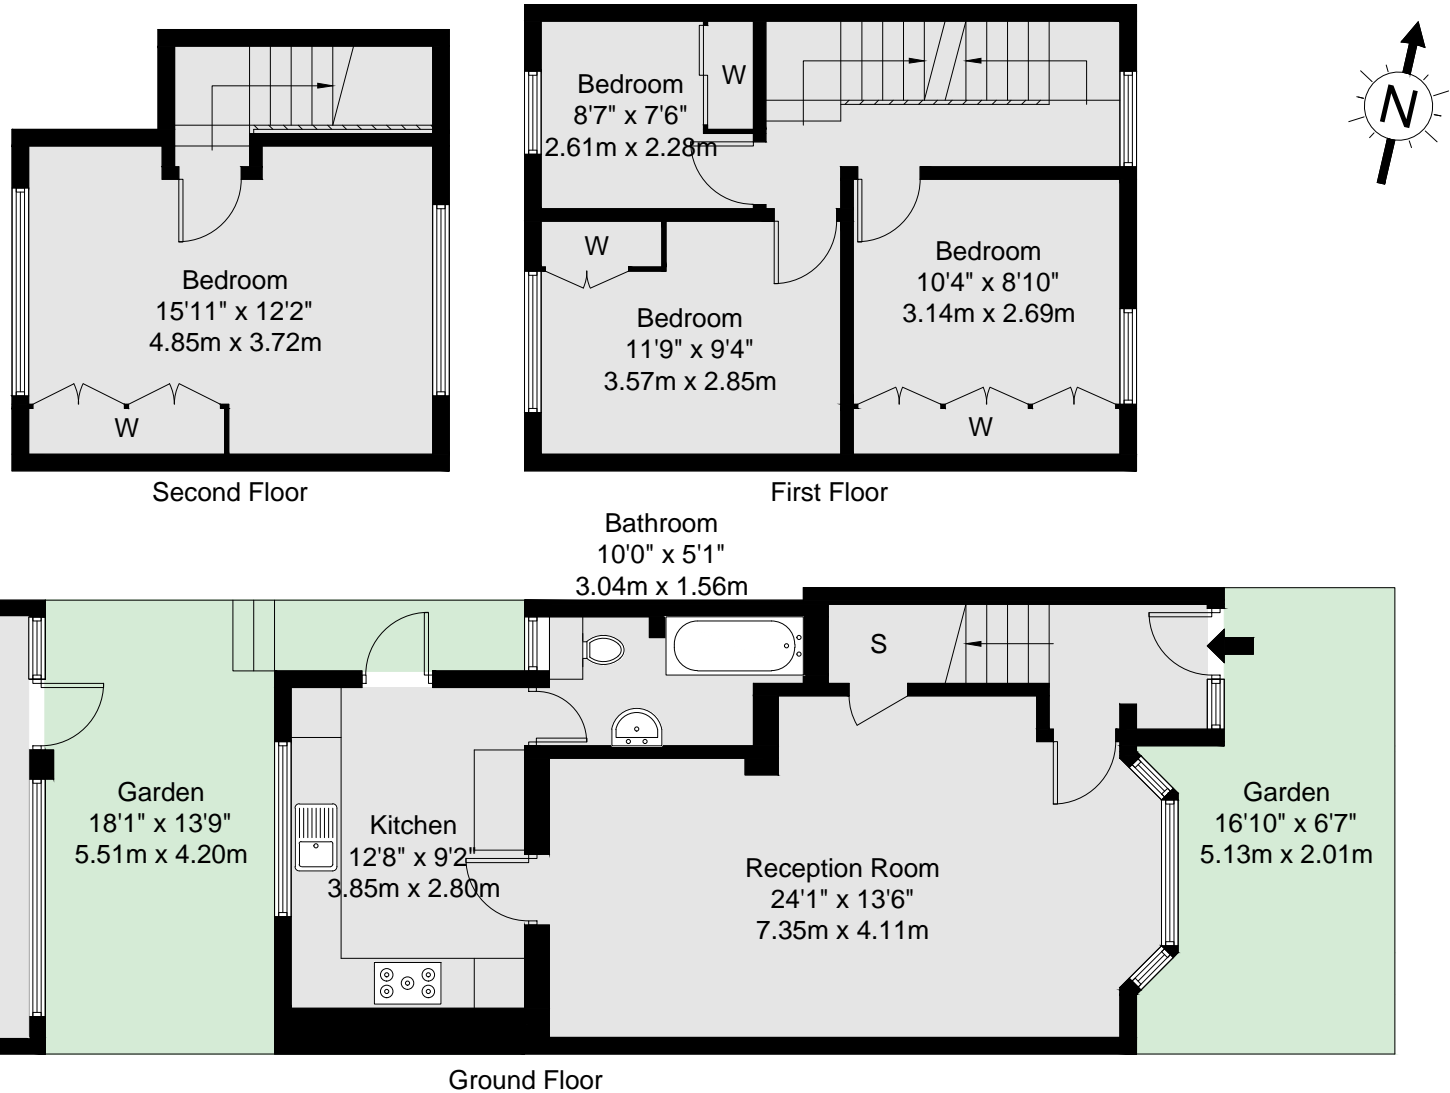 N
Bedroom
15'11" x 12'2"
4.85m x 3.72m
W
Second Floor
Bedroom
8'7" x 7'6"
2.61m x 2.28m
W
W
Bedroom
11'9" x 9'4"
3.57m x 2.85m
Bedroom
10'4" x 8'10"
3.14m x 2.69m
W
First Floor
Bathroom
10'0" x 5'1"
3.04m x 1.56m
S
Garden
18'1" x 13'9"
5.51m x 4.20m
Kitchen
12'8" x 9'2"
3.85m x 2.80m
Reception Room
24'1" x 13'6"
7.35m x 4.11m
Garden
16'10" x 6'7"
5.13m x 2.01m
Ground Floor